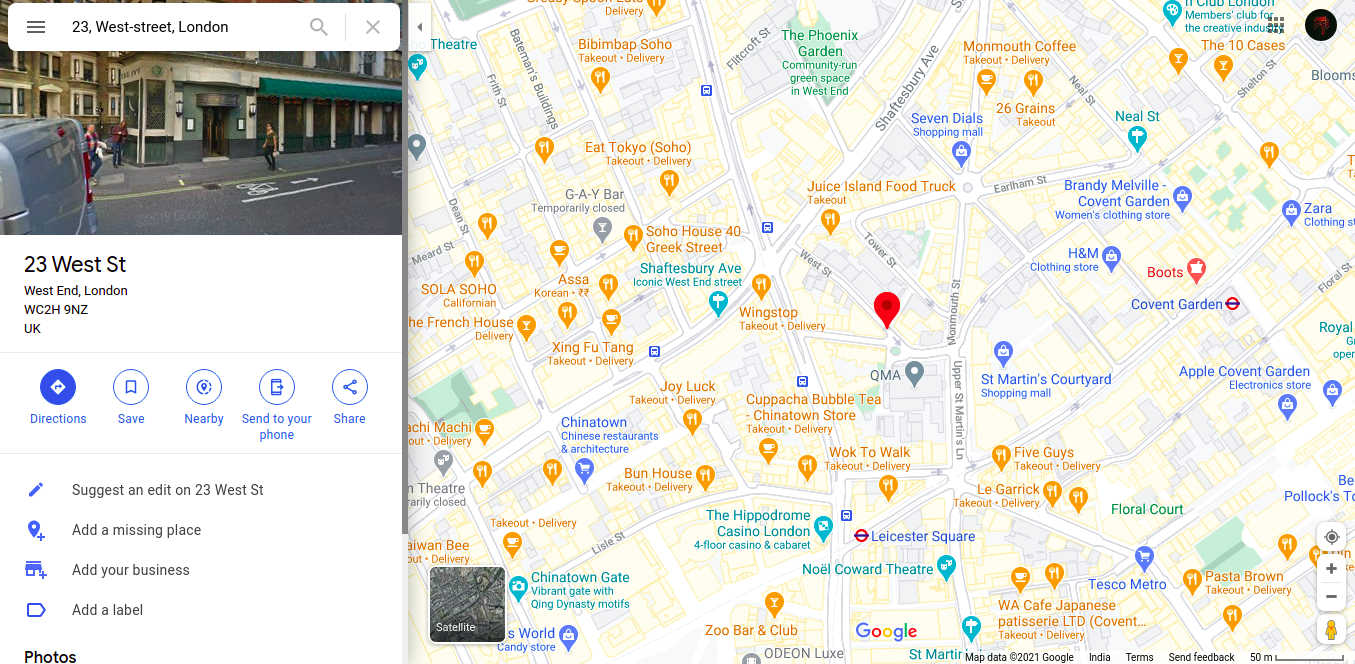 23, West-street, London
23 West St
West End, London
WC2H 9NZ
UK
Directions
Save
Nearby
Send to your
phone
Share
Suggest an edit on 23 West St
Add a missing place
Add your business
Add a label
Photos
Theatre
Delivery
Bibimbap Soho
Takeout • Delivery
Bateman's Buildings
Frith St
Flitcroft St
The Phoenix
Garden
Community-run
green space
in West End
Shaftesbury Ave
Monmouth Coffee
Takeout • Delivery
n Club London
Members' club for
the creative indus
The 10 Cases
Shelton St
Blooms
26 Grains
Takeout
Neal St
Seven Dials
Shopping mall
Neal St
Eat Tokyo (Soho)
Takeout • Delivery
G-A-Y Bar
Temporarily closed
Dean St
Meard St
Juice Island Food Truck
Takeout
Earlham St
Brandy Melville -
Covent Garden
Women's clothing store
Zara
Clothing s
Soho House 40
Greek Street
Tower St
West St
H&M
Clothing store
Boots
Floral St
Covent Garden
Shaftesbury Ave
Iconic West End street
Assa
Korean • ₹₹
SOLA SOHO
Californian
Wingstop
Takeout • Delivery
Monmouth St
he French House
Delivery
Xing Fu Tang
Takeout • Delivery
Royal
oper
QMA
St Martin's Courtyard
Shopping mall
Upper St Martin's Ln
Apple Covent Garden
Electronics store
Joy Luck
Takeout • Delivery
Cuppacha Bubble Tea
- Chinatown Store
Takeout • Delivery
achi Machi
out • Delivery
Chinatown
Chinese restaurants
& architecture
Wok To Walk
Takeout • Delivery
Five Guys
Takeout • Delivery
Bun House
Takeout • Delivery
n Theatre
rarily closed
Le Garrick
Takeout • Delivery
Floral Court
Be
Pollock's To
Takeout • Delivery
The Hippodrome
Casino London
4-floor casino & cabaret
Leicester Square
Lisle St
aiwan Bee
out • Delivery
Noël Coward Theatre
Chinatown Gate
Vibrant gate with
Qing Dynasty motifs
Tesco Metro
Pasta Brown
Takeout • Delivery
WA Cafe Japanese
patisserie LTD (Covent...
Takeout • Delivery
Satellite
s World
Candy store
Zoo Bar & Club
Google
ODEON Luxe
St Martin
Map data ©2021 Google India Terms Send feedback 50 m